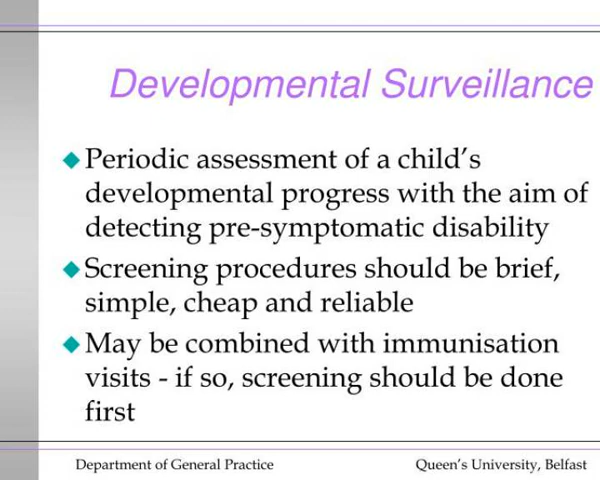 Developmental Surveillance
Periodic assessment of a child’s
developmental progress with the aim of
detecting pre-symptomatic disability
Screening procedures should be brief,
simple, cheap and reliable
May be combined with immunisation
visits - if so, screening should be done
first
Department of General Practice
Queen’s University, Belfast